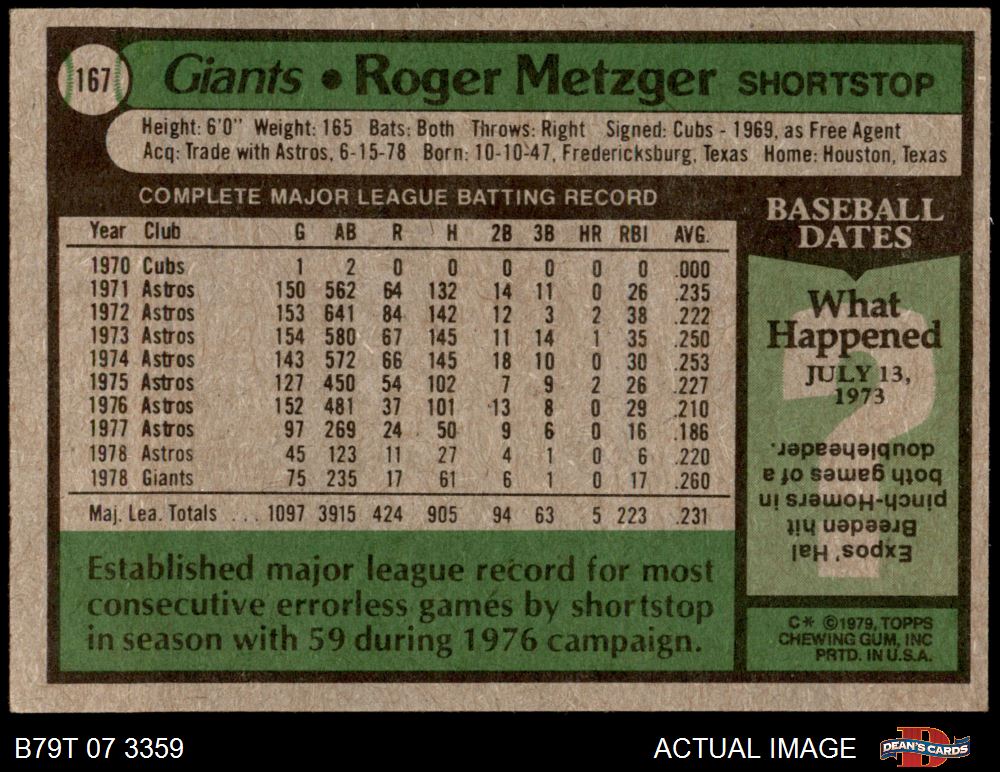 167
Giants • Roger Metzger SHORTSTOP
Height: 6'0" Weight: 165 Bats: Both Throws: Right Signed: Cubs - 1969, as Free Agent
Acq: Trade with Astros, 6-15-78 Born: 10-10-47, Fredericksburg, Texas Home: Houston, Texas
COMPLETE MAJOR LEAGUE BATTING RECORD
Year Club G AB R H 2B 3B HR RBI AVG.
1970 Cubs 1 2 0 0 0 0 0 0 .000
1971 Astros 150 562 64 132 14 11 0 26 .235
1972 Astros 153 641 84 142 12 3 2 38 .222
1973 Astros 154 580 67 145 11 14 1 35 .250
1974 Astros 143 572 66 145 18 10 0 30 .253
1975 Astros 127 450 54 102 7 9 2 26 .227
1976 Astros 152 481 37 101 13 8 0 29 .210
1977 Astros 97 269 24 50 9 6 0 16 .186
1978 Astros 45 123 11 27 4 1 0 6 .220
1978 Giants 75 235 17 61 6 1 0 17 .260
Maj. Lea. Totals ... 1097 3915 424 905 94 63 5 223 .231
Established major league record for most
consecutive errorless games by shortstop
in season with 59 during 1976 campaign.
BASEBALL
DATES
What
Happened
JULY 13,
1973
?
Expos' Hal
Breeden hit
pinch-Homers in
both games of a
doubleheader.
C* ©1979, TOPPS
CHEWING GUM, INC
PRTD. IN U.S.A.
B79T 07 3359
ACTUAL IMAGE
D
DEAN'S CARDS